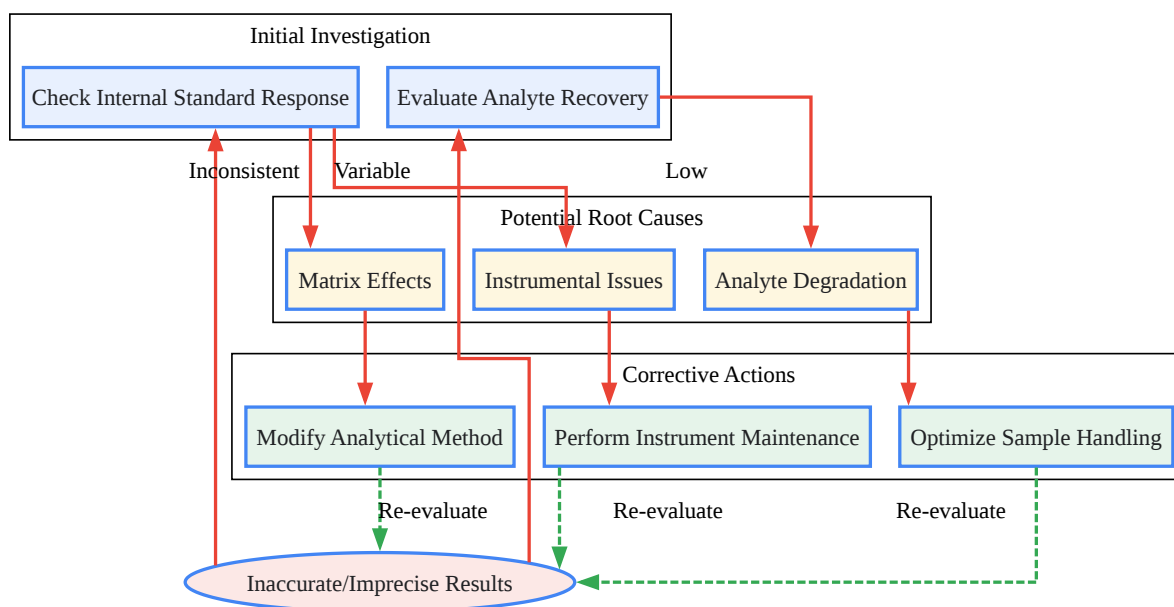 Initial Investigation
Check Internal Standard Response
Evaluate Analyte Recovery
Inconsistent
Variable
Low
Potential Root Causes
Matrix Effects
Instrumental Issues
Analyte Degradation
Corrective Actions
Modify Analytical Method
Perform Instrument Maintenance
Optimize Sample Handling
Re-evaluate
Re-evaluate
Re-evaluate
Inaccurate/Imprecise Results